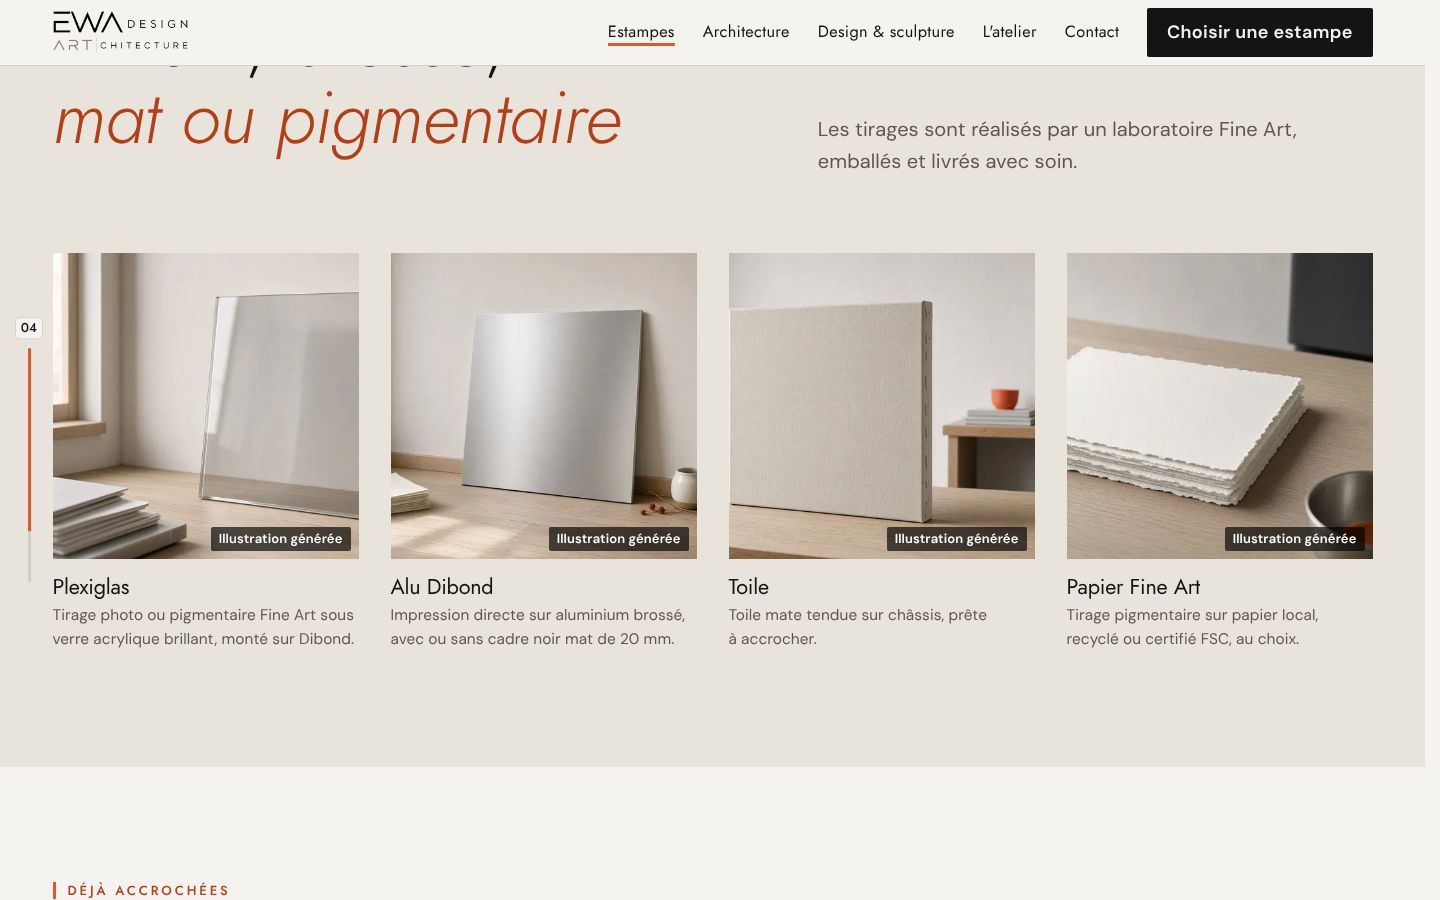 EWA DESIGN
ART CHITECTURE
Estampes
Architecture
Design & sculpture
L'atelier
Contact
Choisir une estampe
mat ou pigmentaire
Les tirages sont réalisés par un laboratoire Fine Art,
emballés et livrés avec soin.
04
Illustration générée
Illustration générée
Illustration générée
Illustration générée
Plexiglas
Tirage photo ou pigmentaire Fine Art sous
verre acrylique brillant, monté sur Dibond.
Alu Dibond
Impression directe sur aluminium brossé,
avec ou sans cadre noir mat de 20 mm.
Toile
Toile mate tendue sur châssis, prête
à accrocher.
Papier Fine Art
Tirage pigmentaire sur papier local,
recyclé ou certifié FSC, au choix.
DÉJÀ ACCROCHÉES